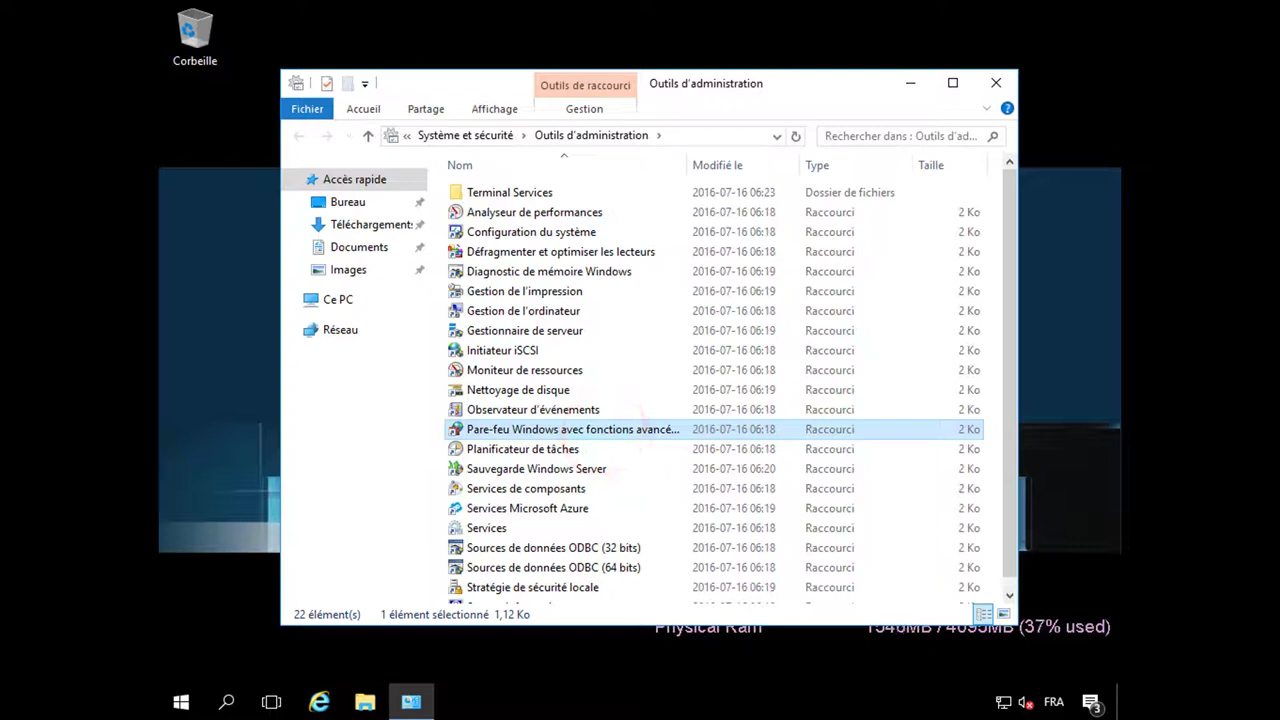 Corbeille
Outils de raccourci
Outils d'administration
Fichier
Accueil
Partage
Affichage
Gestion
« Système et sécurité > Outils d'administration >
Rechercher dans : Outils d'ad...
Nom
Modifié le
Type
Taille
Accès rapide
Bureau
Téléchargements
Documents
Images
Ce PC
Réseau
Terminal Services 2016-07-16 06:23 Dossier de fichiers
Analyseur de performances 2016-07-16 06:18 Raccourci 2 Ko
Configuration du système 2016-07-16 06:18 Raccourci 2 Ko
Défragmenter et optimiser les lecteurs 2016-07-16 06:18 Raccourci 2 Ko
Diagnostic de mémoire Windows 2016-07-16 06:19 Raccourci 2 Ko
Gestion de l'impression 2016-07-16 06:19 Raccourci 2 Ko
Gestion de l'ordinateur 2016-07-16 06:18 Raccourci 2 Ko
Gestionnaire de serveur 2016-07-16 06:19 Raccourci 2 Ko
Initiateur iSCSI 2016-07-16 06:18 Raccourci 2 Ko
Moniteur de ressources 2016-07-16 06:18 Raccourci 2 Ko
Nettoyage de disque 2016-07-16 06:19 Raccourci 2 Ko
Observateur d'événements 2016-07-16 06:18 Raccourci 2 Ko
Pare-feu Windows avec fonctions avancé... 2016-07-16 06:18 Raccourci 2 Ko
Planificateur de tâches 2016-07-16 06:18 Raccourci 2 Ko
Sauvegarde Windows Server 2016-07-16 06:20 Raccourci 2 Ko
Services de composants 2016-07-16 06:18 Raccourci 2 Ko
Services Microsoft Azure 2016-07-16 06:19 Raccourci 2 Ko
Services 2016-07-16 06:18 Raccourci 2 Ko
Sources de données ODBC (32 bits) 2016-07-16 06:18 Raccourci 2 Ko
Sources de données ODBC (64 bits) 2016-07-16 06:18 Raccourci 2 Ko
Stratégie de sécurité locale 2016-07-16 06:19 Raccourci 2 Ko
22 élément(s) 1 élément sélectionné 1,12 Ko
Physical Ram 1546MB / 4095MB (37% used)
FRA
3